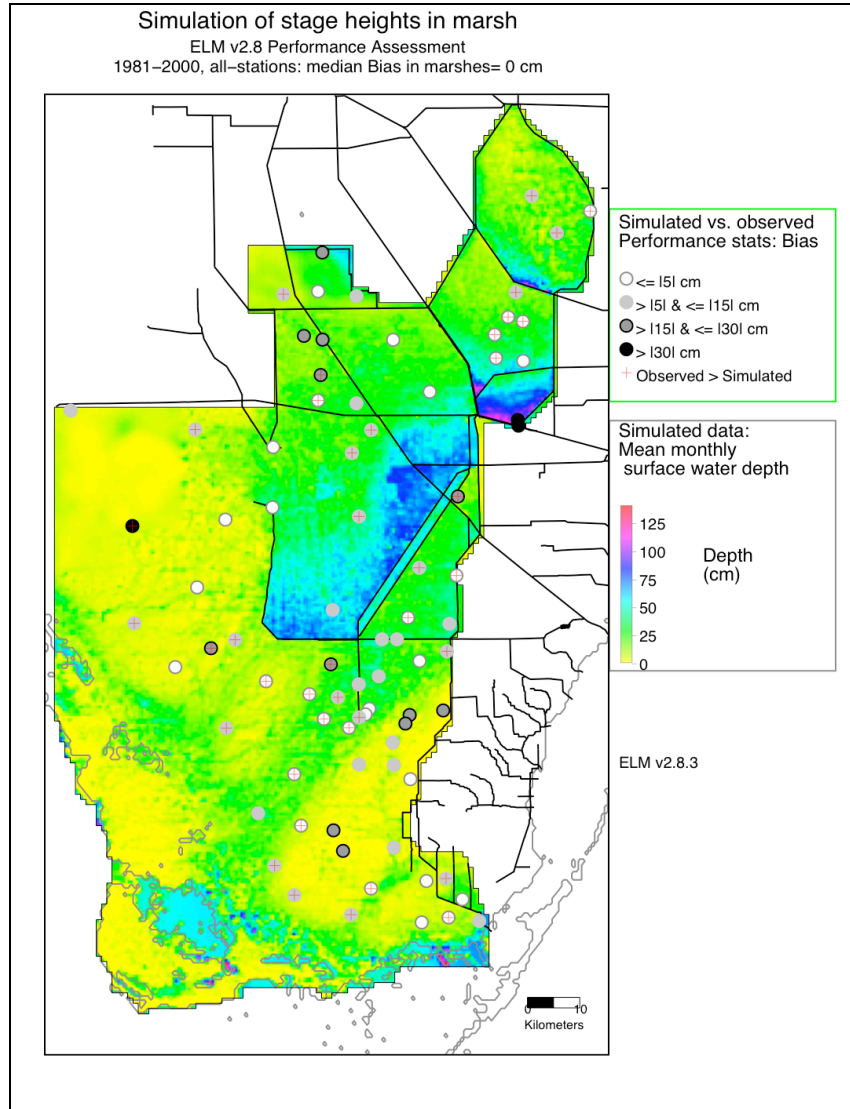 Simulation of stage heights in marsh
ELM v2.8 Performance Assessment
1981−2000, all−stations: median Bias in marshes= 0 cm
Simulated vs. observed
Performance stats: Bias
<= |5| cm
> |5| & <= |15| cm
> |15| & <= |30| cm
> |30| cm
Observed > Simulated
Simulated data:
Mean monthly
surface water depth
125
100
75
50
25
0
Depth
(cm)
ELM v2.8.3
0 10
Kilometers